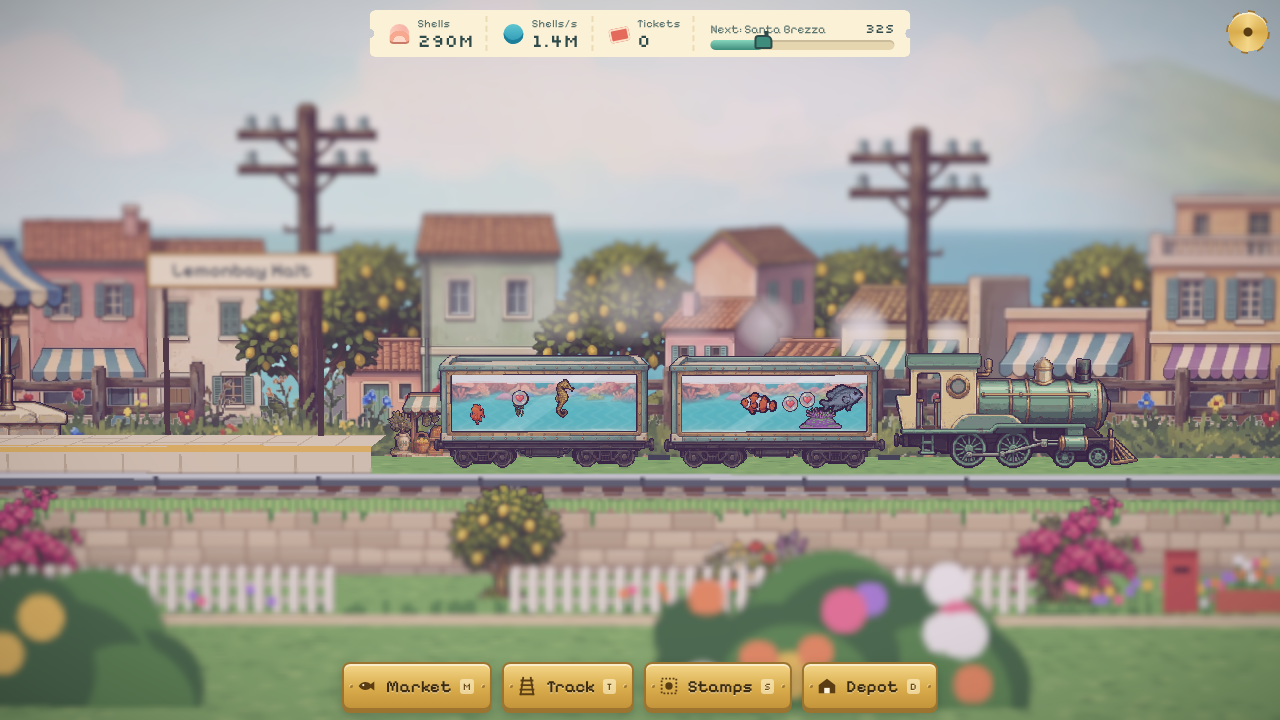 Shells
290M
Shells/s
1.4M
Tickets
0
Next: Santa Brezza
32s
Lemonbay Halt
Market M
Track T
Stamps S
Depot D